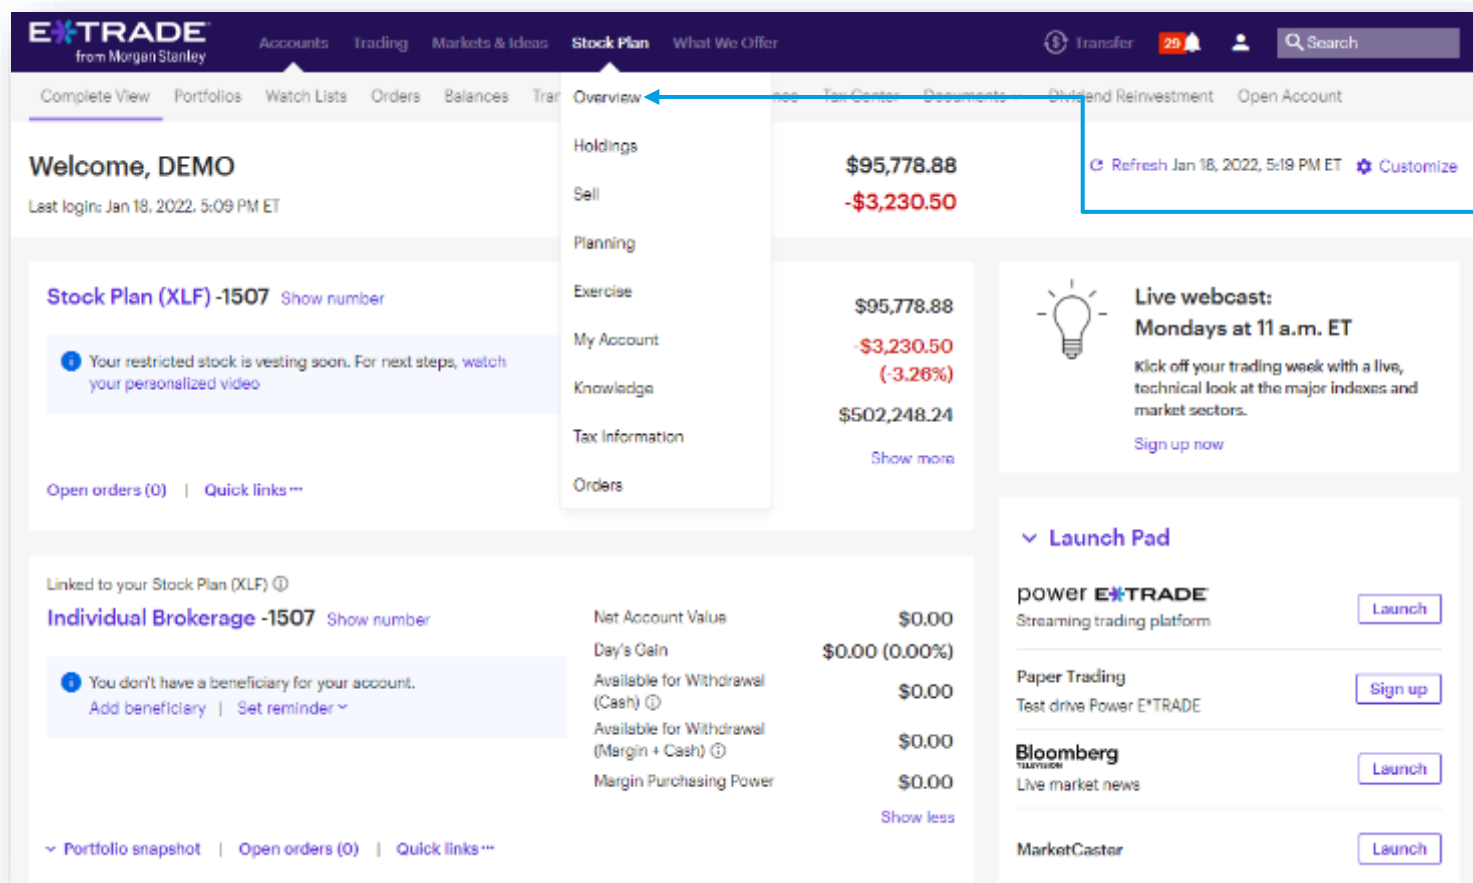 E*TRADE
from Morgan Stanley
Accounts Trading Markets & Ideas Stock Plan What We Offer
Transfer 29 Search
Complete View Portfolios Watch Lists Orders Balances Tran Tax Center Documents Dividend Reinvestment Open Account
Overview
Holdings
Sell
Planning
Exercise
My Account
Knowledge
Tax Information
Orders
Welcome, DEMO
Last login: Jan 18, 2022, 5:09 PM ET
$95,778.88
-$3,230.50
Refresh Jan 18, 2022, 5:19 PM ET Customize
Stock Plan (XLF) -1507 Show number
Your restricted stock is vesting soon. For next steps, watch
your personalized video
$95,778.88
-$3,230.50
(-3.26%)
$502,248.24
Show more
Open orders (0) | Quick links
Linked to your Stock Plan (XLF)
Individual Brokerage -1507 Show number
You don't have a beneficiary for your account.
Add beneficiary | Set reminder
Net Account Value $0.00
Day's Gain $0.00 (0.00%)
Available for Withdrawal
(Cash) $0.00
Available for Withdrawal
(Margin + Cash) $0.00
Margin Purchasing Power $0.00
Show less
Portfolio snapshot | Open orders (0) | Quick links
Live webcast:
Mondays at 11 a.m. ET
Kick off your trading week with a live,
technical look at the major indexes and
market sectors.
Sign up now
Launch Pad
power E*TRADE
Streaming trading platform
Launch
Paper Trading
Test drive Power E*TRADE
Sign up
Bloomberg
TELEVISION
Live market news
Launch
MarketCaster
Launch